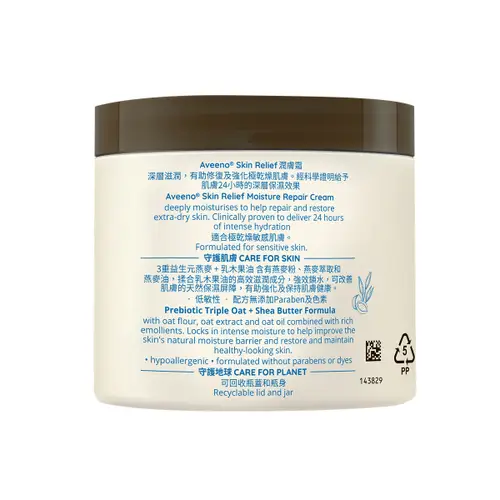 Aveeno® Skin Relief 潤膚霜
深層滋潤，有助修復及強化極乾燥肌膚。經科學證明給予
肌膚24小時的深層保濕效果
Aveeno® Skin Relief Moisture Repair Cream
deeply moisturises to help repair and restore
extra-dry skin. Clinically proven to deliver 24 hours
of intense hydration
適合極乾燥敏感肌膚。
Formulated for sensitive skin.
守護肌膚 CARE FOR SKIN
3重益生元燕麥 + 乳木果油 含有燕麥粉、燕麥萃取和
燕麥油，揉合乳木果油的高效滋潤成分，強效鎖水，可改善
肌膚的天然保濕屏障，有助強化及保持肌膚健康。
· 低敏性 · 配方無添加Paraben及色素
Prebiotic Triple Oat + Shea Butter Formula
with oat flour, oat extract and oat oil combined with rich
emollients. Locks in intense moisture to help improve the
skin's natural moisture barrier and restore and maintain
healthy-looking skin.
• hypoallergenic • formulated without parabens or dyes
守護地球 CARE FOR PLANET
可回收瓶蓋和瓶身
Recyclable lid and jar
143829
5
PP